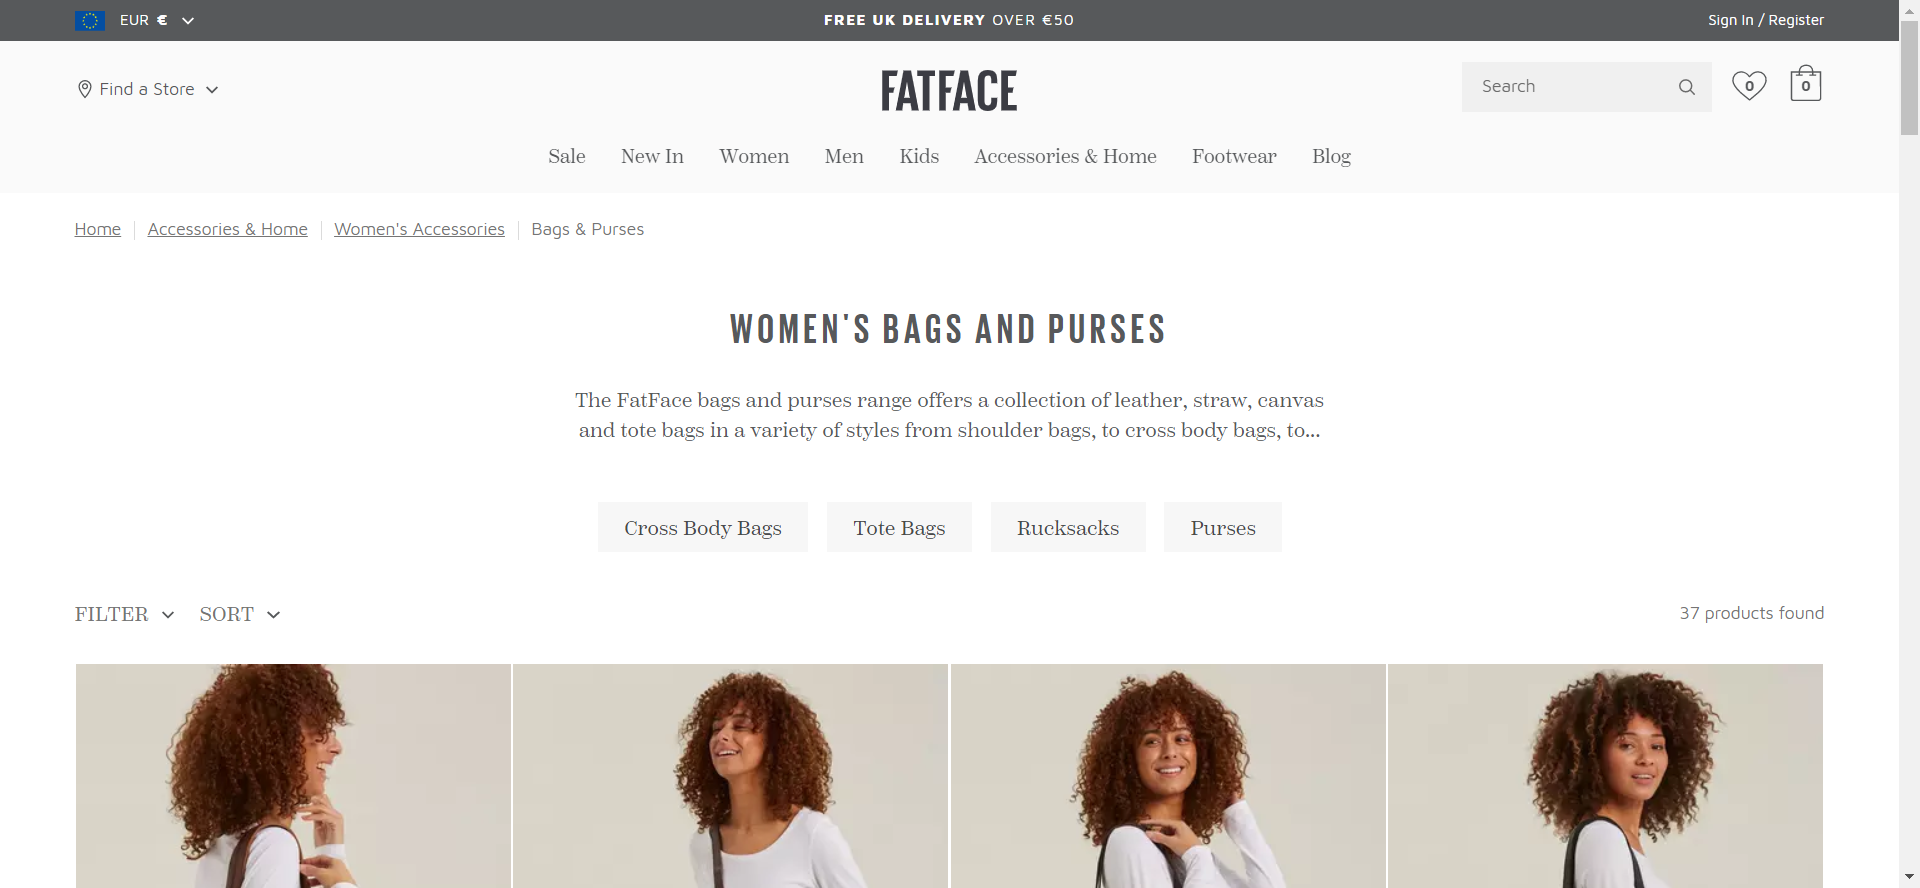 EUR €
FREE UK DELIVERY OVER €50
Sign In / Register
Find a Store
FATFACE
Search
0
0
Sale
New In
Women
Men
Kids
Accessories & Home
Footwear
Blog
Home
Accessories & Home
Women's Accessories
Bags & Purses
WOMEN'S BAGS AND PURSES
The FatFace bags and purses range offers a collection of leather, straw, canvas
and tote bags in a variety of styles from shoulder bags, to cross body bags, to...
Cross Body Bags
Tote Bags
Rucksacks
Purses
FILTER
SORT
37 products found